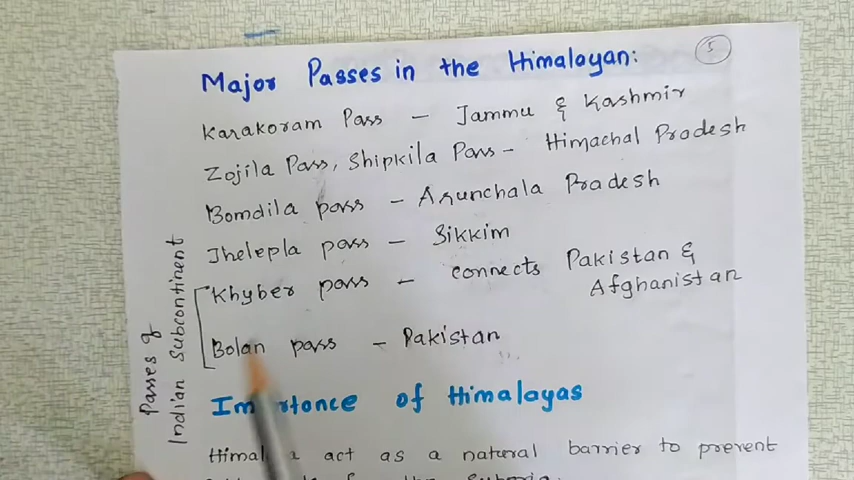 5
Major Passes in the Himalayan:
Karakoram Pass - Jammu & Kashmir
Zojila Pass, Shipkila Pass - Himachal Pradesh
Bomdila pass - Arunchala Pradesh
Jhelepla pass - Sikkim
Khyber pass - connects Pakistan & Afghanistan
Bolan pass - Pakistan
Passes of
Indian Subcontinent
of Himalayas
act as a natural barrier to prevent